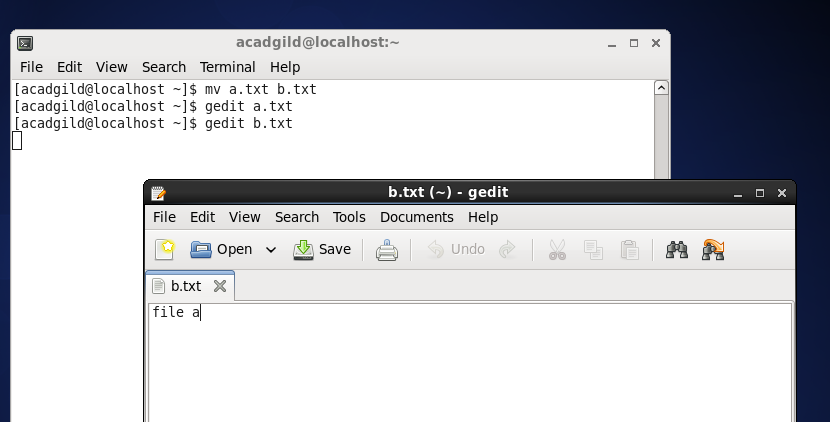 acadgild@localhost:~
File Edit View Search Terminal Help
[acadgild@localhost ~]$ mv a.txt b.txt
[acadgild@localhost ~]$ gedit a.txt
[acadgild@localhost ~]$ gedit b.txt
b.txt (~) - gedit
File Edit View Search Tools Documents Help
Open Save Undo
b.txt
file a